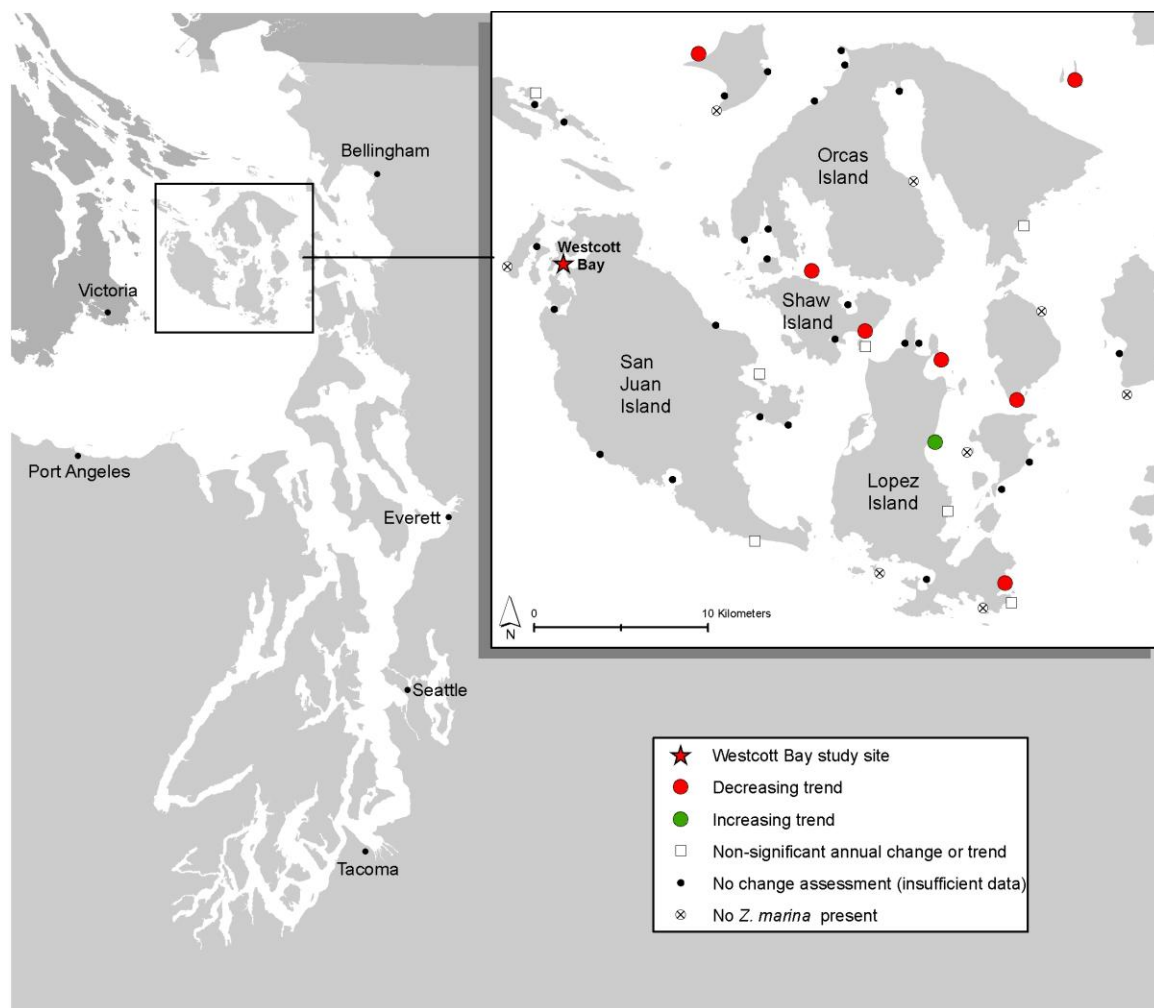 Bellingham
Victoria
Port Angeles
Everett
Seattle
Tacoma
Orcas
Island
Westcott
Bay
Shaw
Island
San
Juan
Island
Lopez
Island
N
0
10 Kilometers
Westcott Bay study site
Decreasing trend
Increasing trend
Non-significant annual change or trend
No change assessment (insufficient data)
No Z. marina present